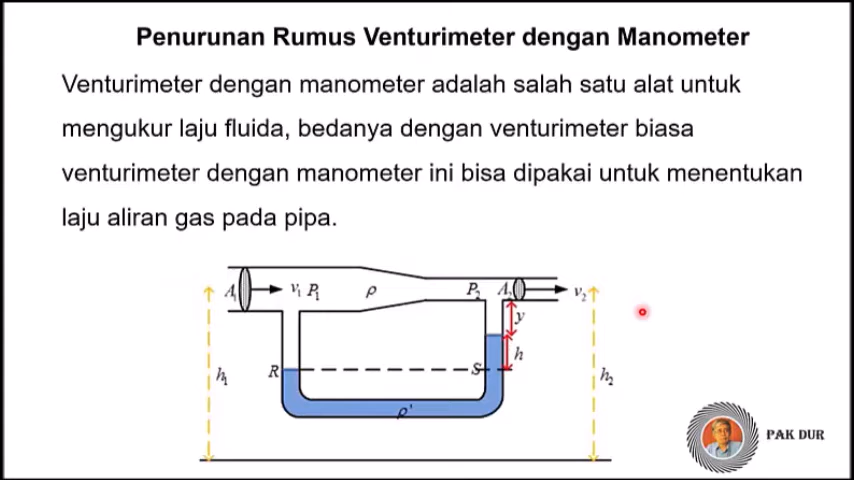 Penurunan Rumus Venturimeter dengan Manometer
Venturimeter dengan manometer adalah salah satu alat untuk
mengukur laju fluida, bedanya dengan venturimeter biasa
venturimeter dengan manometer ini bisa dipakai untuk menentukan
laju aliran gas pada pipa.
A₁ v₁ P₁ ρ P₂ A₂ v₂
y
h
R S
h₁ h₂
ρ'
PAK DUR